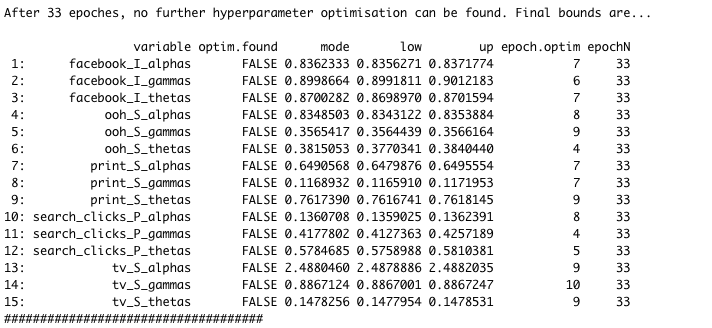 After 33 epoches, no further hyperparameter optimisation can be found. Final bounds are...
variable optim.found mode low up epoch.optim epochN
1: facebook_I_alphas FALSE 0.8362333 0.8356271 0.8371774 7 33
2: facebook_I_gammas FALSE 0.8998664 0.8991811 0.9012183 6 33
3: facebook_I_thetas FALSE 0.8700282 0.8698970 0.8701594 7 33
4: ooh_S_alphas FALSE 0.8348503 0.8343122 0.8353884 8 33
5: ooh_S_gammas FALSE 0.3565417 0.3564439 0.3566164 9 33
6: ooh_S_thetas FALSE 0.3815053 0.3770341 0.3840440 4 33
7: print_S_alphas FALSE 0.6490568 0.6479876 0.6495554 7 33
8: print_S_gammas FALSE 0.1168932 0.1165910 0.1171953 7 33
9: print_S_thetas FALSE 0.7617390 0.7616741 0.7618145 9 33
10: search_clicks_P_alphas FALSE 0.1360708 0.1359025 0.1362391 8 33
11: search_clicks_P_gammas FALSE 0.4177802 0.4127363 0.4257189 4 33
12: search_clicks_P_thetas FALSE 0.5784685 0.5758988 0.5810381 5 33
13: tv_S_alphas FALSE 2.4880460 2.4878886 2.4882035 9 33
14: tv_S_gammas FALSE 0.8867124 0.8867001 0.8867247 10 33
15: tv_S_thetas FALSE 0.1478256 0.1477954 0.1478531 9 33
####################################